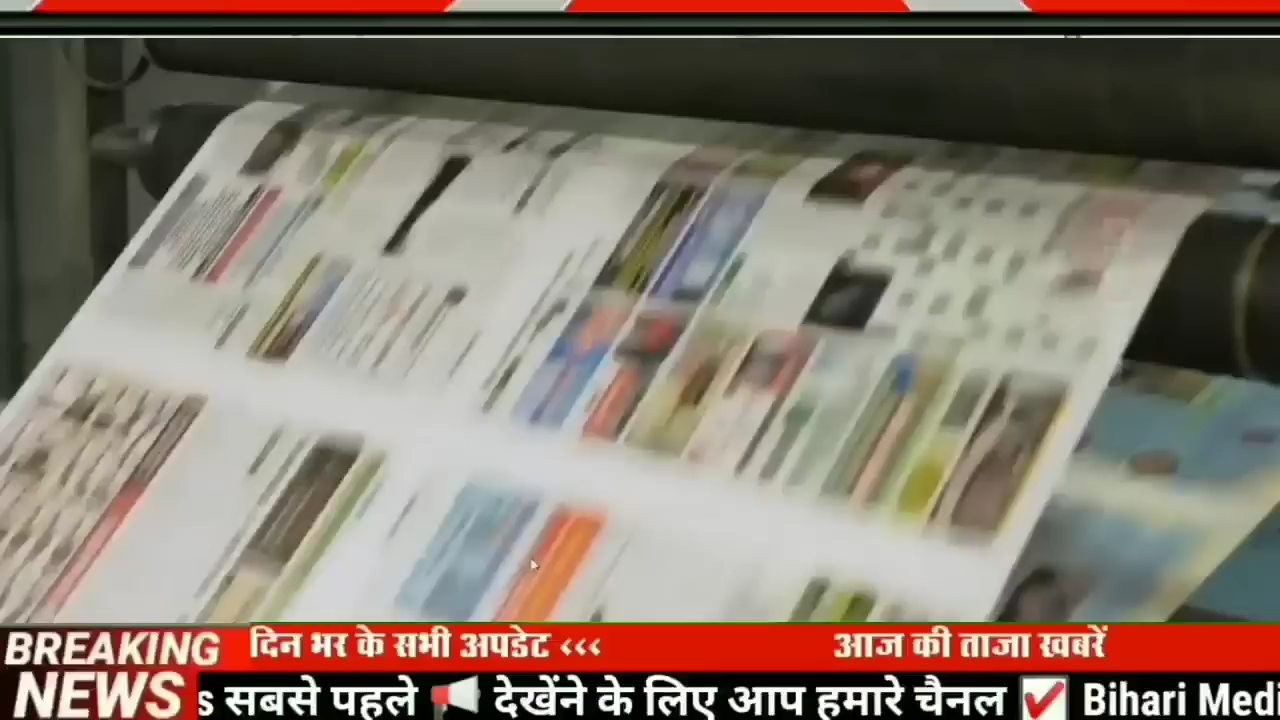 BREAKING
NEWS
दिन भर के सभी अपडेट <<<
आज की ताजा खबरें
s सबसे पहले देखेंने के लिए आप हमारे चैनल Bihari Medi